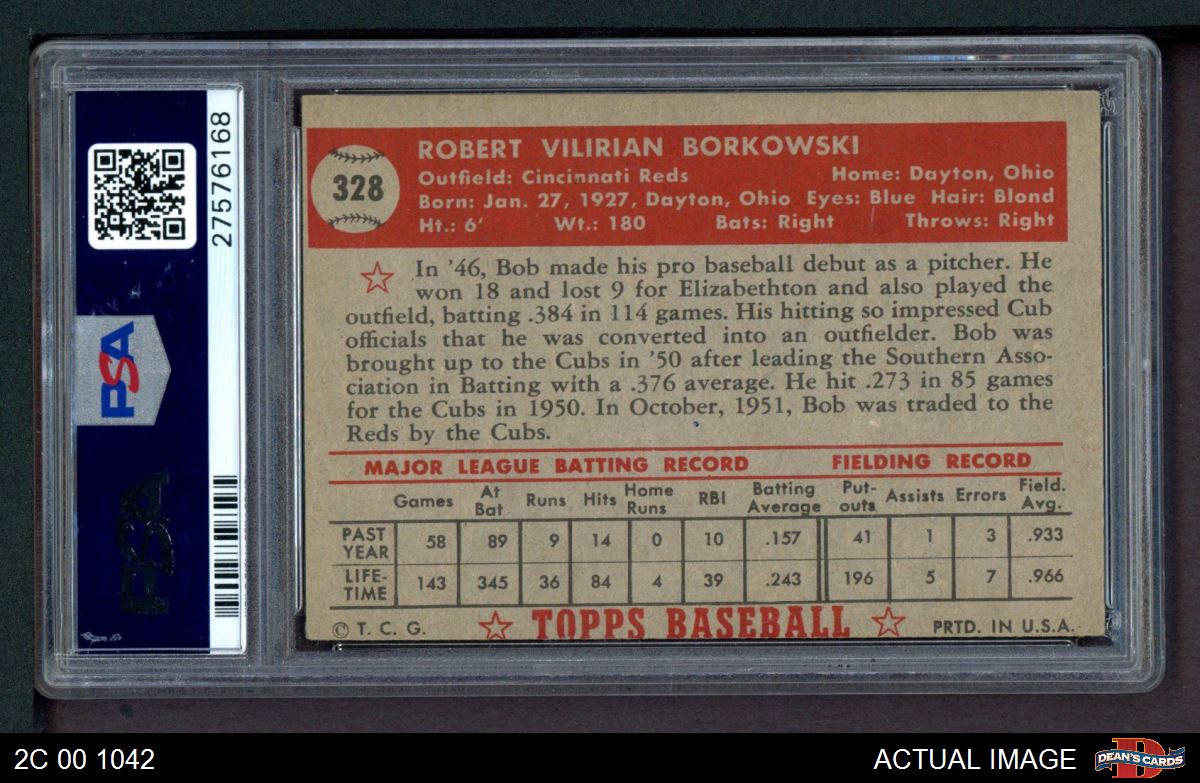 27576168
PSA
PSA
328
ROBERT VILIRIAN BORKOWSKI
Outfield: Cincinnati Reds Home: Dayton, Ohio
Born: Jan. 27, 1927, Dayton, Ohio Eyes: Blue Hair: Blond
Ht.: 6' Wt.: 180 Bats: Right Throws: Right
In '46, Bob made his pro baseball debut as a pitcher. He
won 18 and lost 9 for Elizabethton and also played the
outfield, batting .384 in 114 games. His hitting so impressed Cub
officials that he was converted into an outfielder. Bob was
brought up to the Cubs in '50 after leading the Southern Asso-
ciation in Batting with a .376 average. He hit .273 in 85 games
for the Cubs in 1950. In October, 1951, Bob was traded to the
Reds by the Cubs.
MAJOR LEAGUE BATTING RECORD FIELDING RECORD
Games At Bat Runs Hits Home Runs RBI Batting Average Put-outs Assists Errors Field. Avg.
PAST YEAR 58 89 9 14 0 10 .157 41 1 3 .933
LIFE-TIME 143 345 36 84 4 39 .243 196 5 7 .966
© T. C. G. TOPPS BASEBALL PRTD. IN U.S.A.
2C 00 1042 ACTUAL IMAGE DEAN'S CARDS